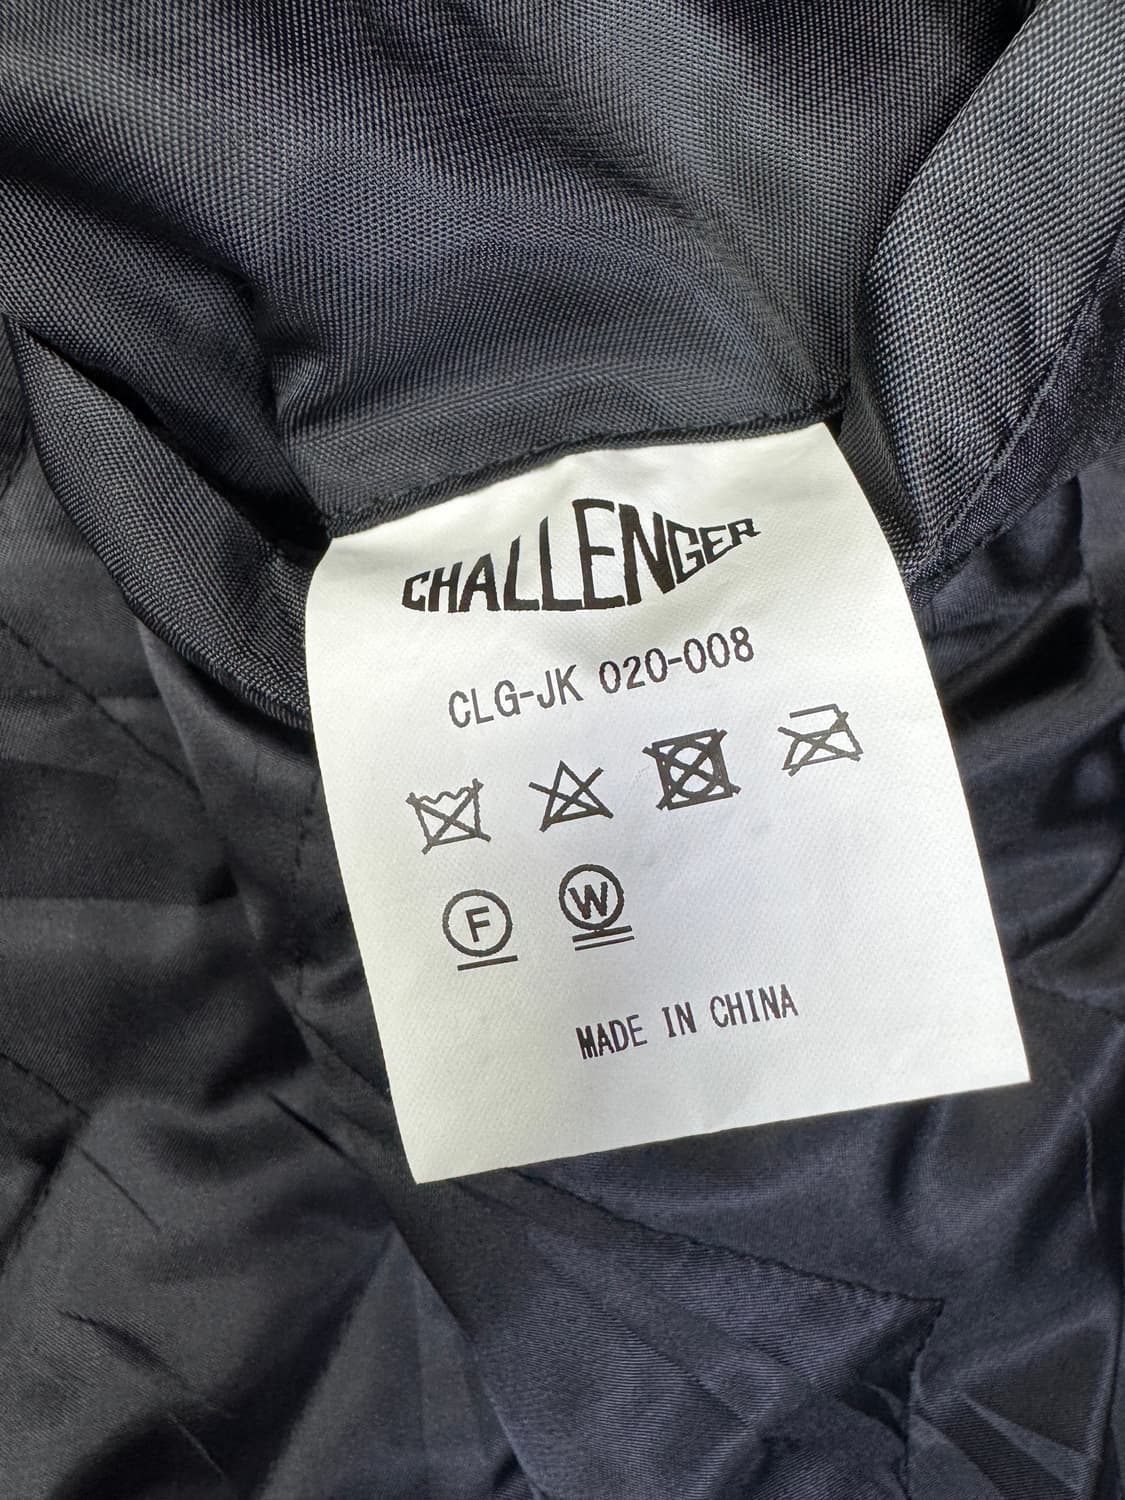 CHALLENGER
CLG-JK 020-008
F W
MADE IN CHINA